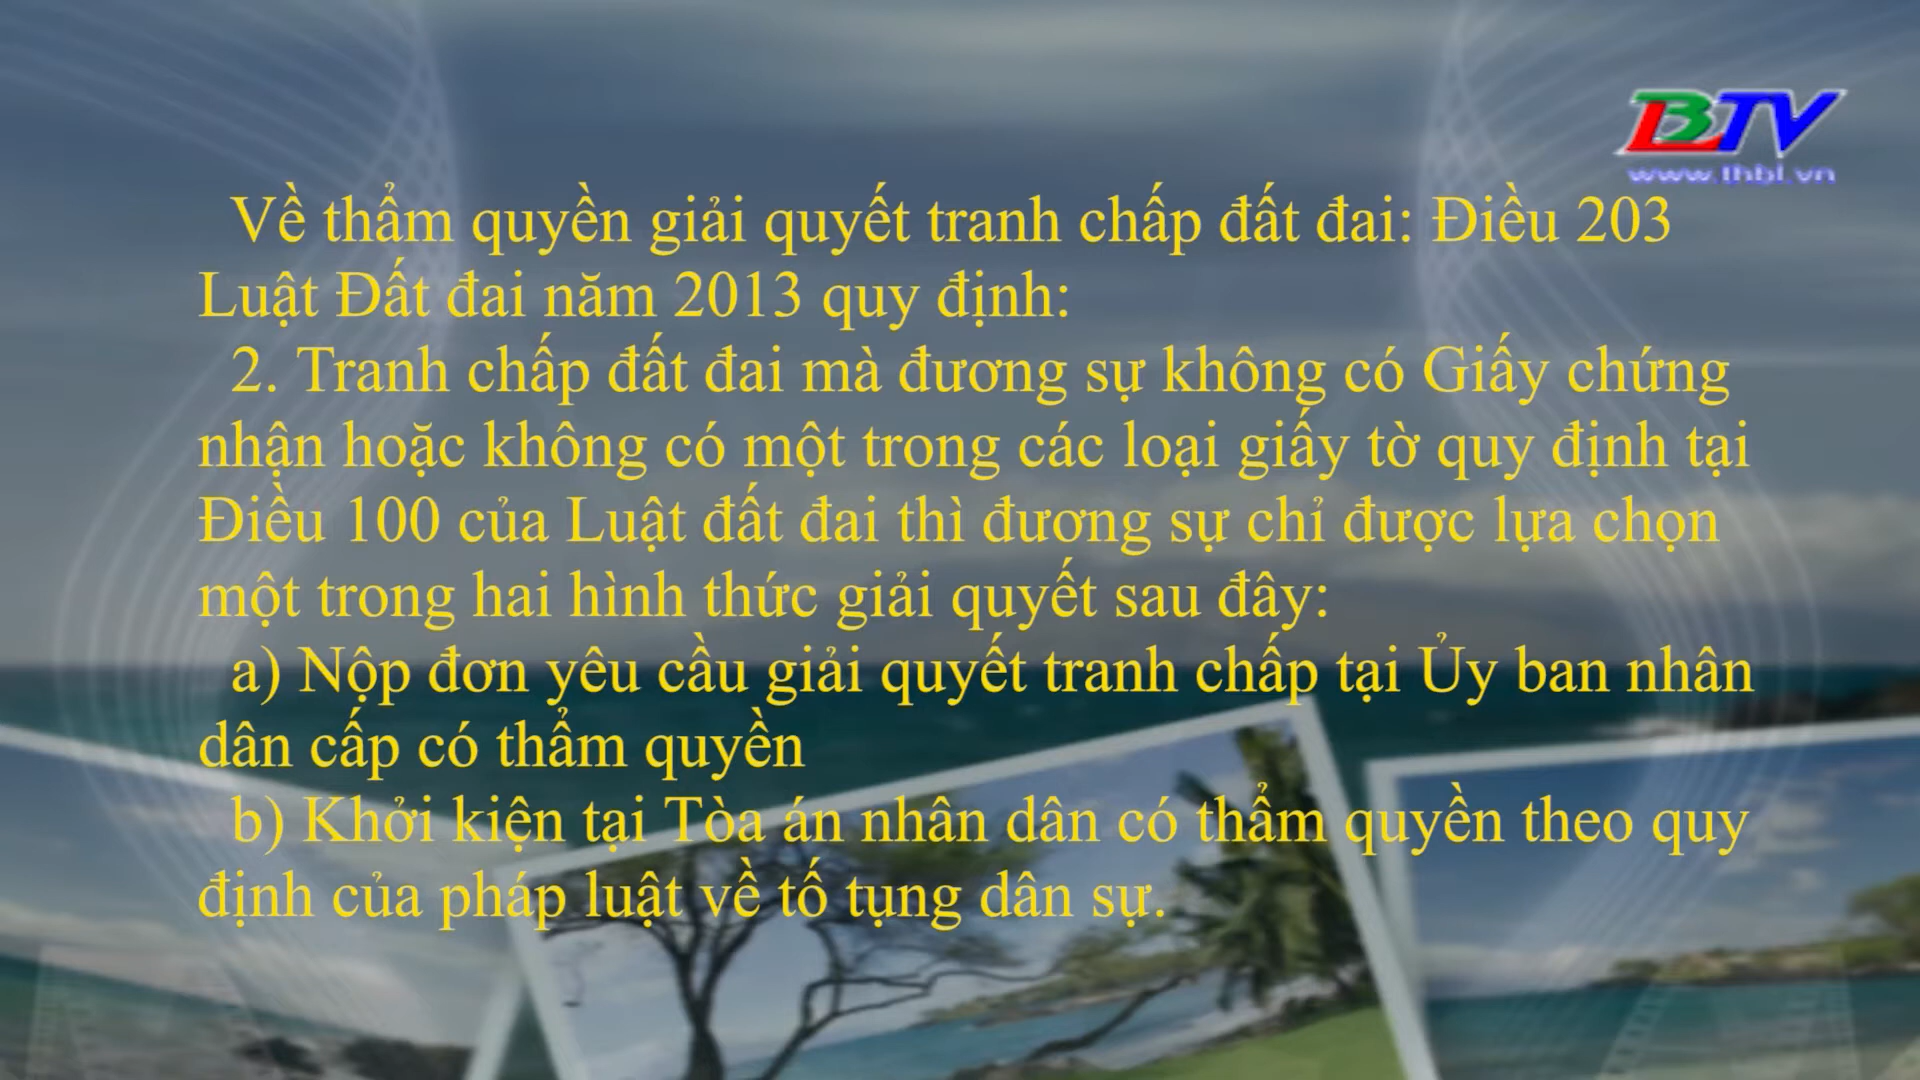 BTV
www.thbl.vn
Về thẩm quyền giải quyết tranh chấp đất đai: Điều 203
Luật Đất đai năm 2013 quy định:
2. Tranh chấp đất đai mà đương sự không có Giấy chứng
nhận hoặc không có một trong các loại giấy tờ quy định tại
Điều 100 của Luật đất đai thì đương sự chỉ được lựa chọn
một trong hai hình thức giải quyết sau đây:
a) Nộp đơn yêu cầu giải quyết tranh chấp tại Ủy ban nhân
dân cấp có thẩm quyền
b) Khởi kiện tại Tòa án nhân dân có thẩm quyền theo quy
định của pháp luật về tố tụng dân sự.